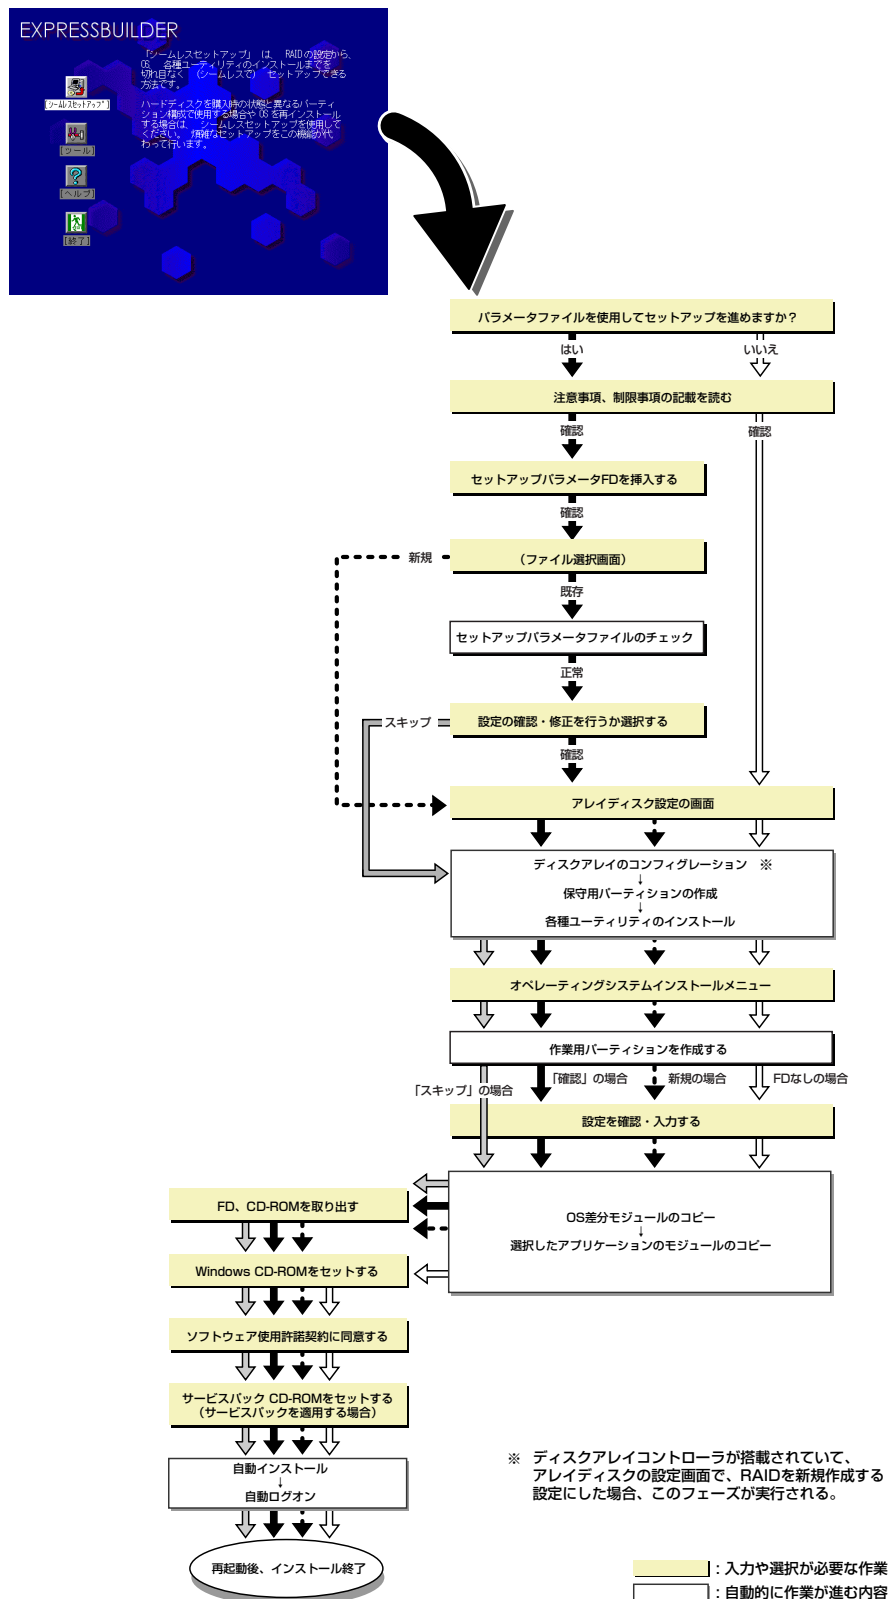 EXPRESSBUILDER
「シームレスセットアップ」 は、 RAIDの設定から、
OS、 各種ユーティリティのインストールまでを
切れ目なく （シームレスで） セットアップできる
方法です。
ハードディスクを購入時の状態と異なるパーティ
ション構成で使用する場合や OS を再インストール
する場合は、 シームレスセットアップを使用して
ください。 煩雑なセットアップをこの機能が代
わって行います。
[シームレスセットアップ]
[ツール]
[ヘルプ]
[終了]
パラメータファイルを使用してセットアップを進めますか？
はい
いいえ
注意事項、制限事項の記載を読む
確認
確認
セットアップパラメータFDを挿入する
確認
（ファイル選択画面）
新規
既存
セットアップパラメータファイルのチェック
正常
設定の確認・修正を行うか選択する
スキップ
確認
アレイディスク設定の画面
ディスクアレイのコンフィグレーション ※
↓
保守用パーティションの作成
↓
各種ユーティリティのインストール
オペレーティングシステムインストールメニュー
作業用パーティションを作成する
「スキップ」の場合
「確認」の場合
新規の場合
FDなしの場合
設定を確認・入力する
OS差分モジュールのコピー
↓
選択したアプリケーションのモジュールのコピー
FD、CD-ROMを取り出す
Windows CD-ROMをセットする
ソフトウェア使用許諾契約に同意する
サービスパック CD-ROMをセットする
（サービスパックを適用する場合）
自動インストール
↓
自動ログオン
再起動後、インストール終了
※ ディスクアレイコントローラが搭載されていて、
アレイディスクの設定画面で、RAIDを新規作成する
設定にした場合、このフェーズが実行される。
：入力や選択が必要な作業
：自動的に作業が進む内容